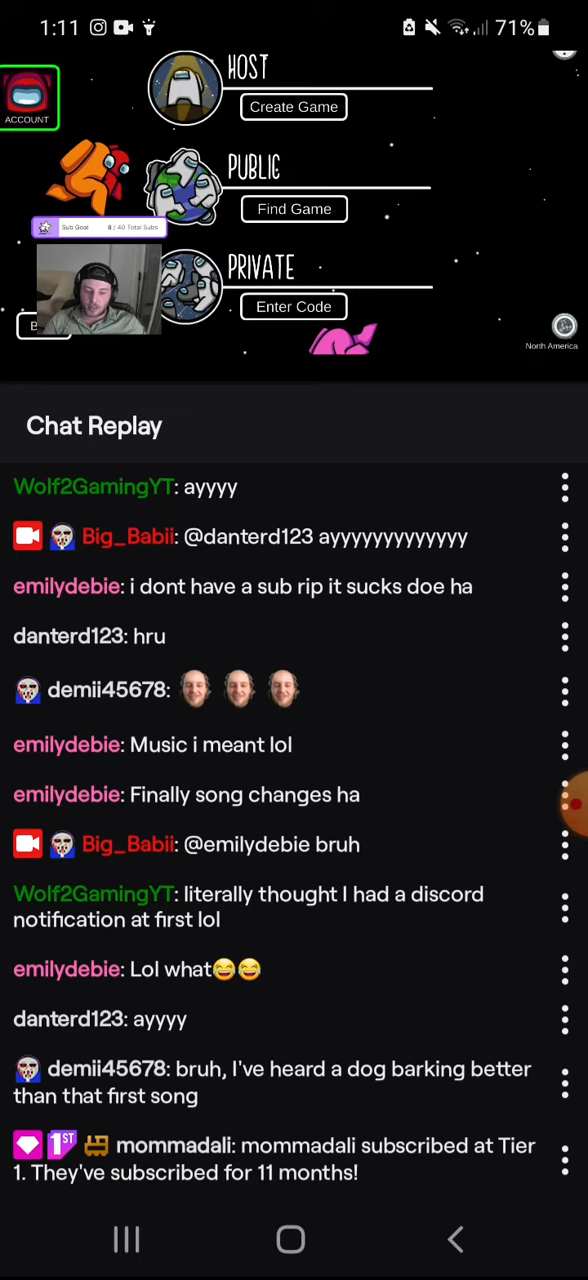 1:11
71%
HOST
Create Game
ACCOUNT
PUBLIC
Find Game
Sub Goal 8 / 40 Total Subs
PRIVATE
Enter Code
North America
Chat Replay
Wolf2GamingYT: ayyyy
Big_Babii: @danterd123 ayyyyyyyyyyyyy
emilydebie: i dont have a sub rip it sucks doe ha
danterd123: hru
demii45678:
emilydebie: Music i meant lol
emilydebie: Finally song changes ha
Big_Babii: @emilydebie bruh
Wolf2GamingYT: literally thought I had a discord
notification at first lol
emilydebie: Lol what😂😂
danterd123: ayyyy
demii45678: bruh, I've heard a dog barking better
than that first song
1ST mommadali: mommadali subscribed at Tier
1. They've subscribed for 11 months!